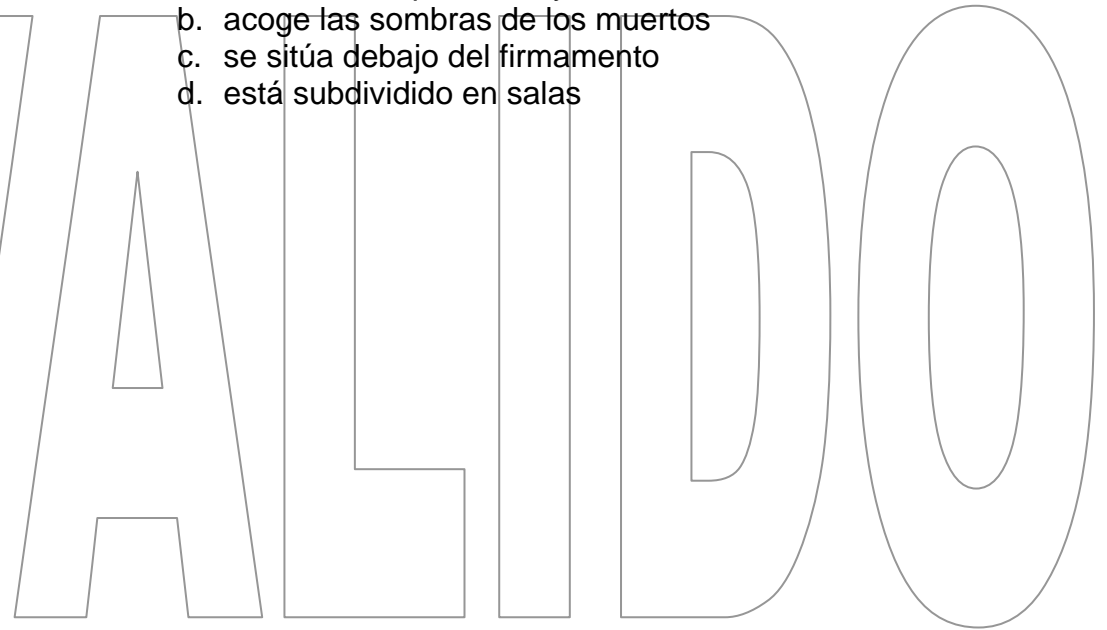 b. acoge las sombras de los muertos
c. se sitúa debajo del firmamento
d. está subdividido en salas
ALIDO